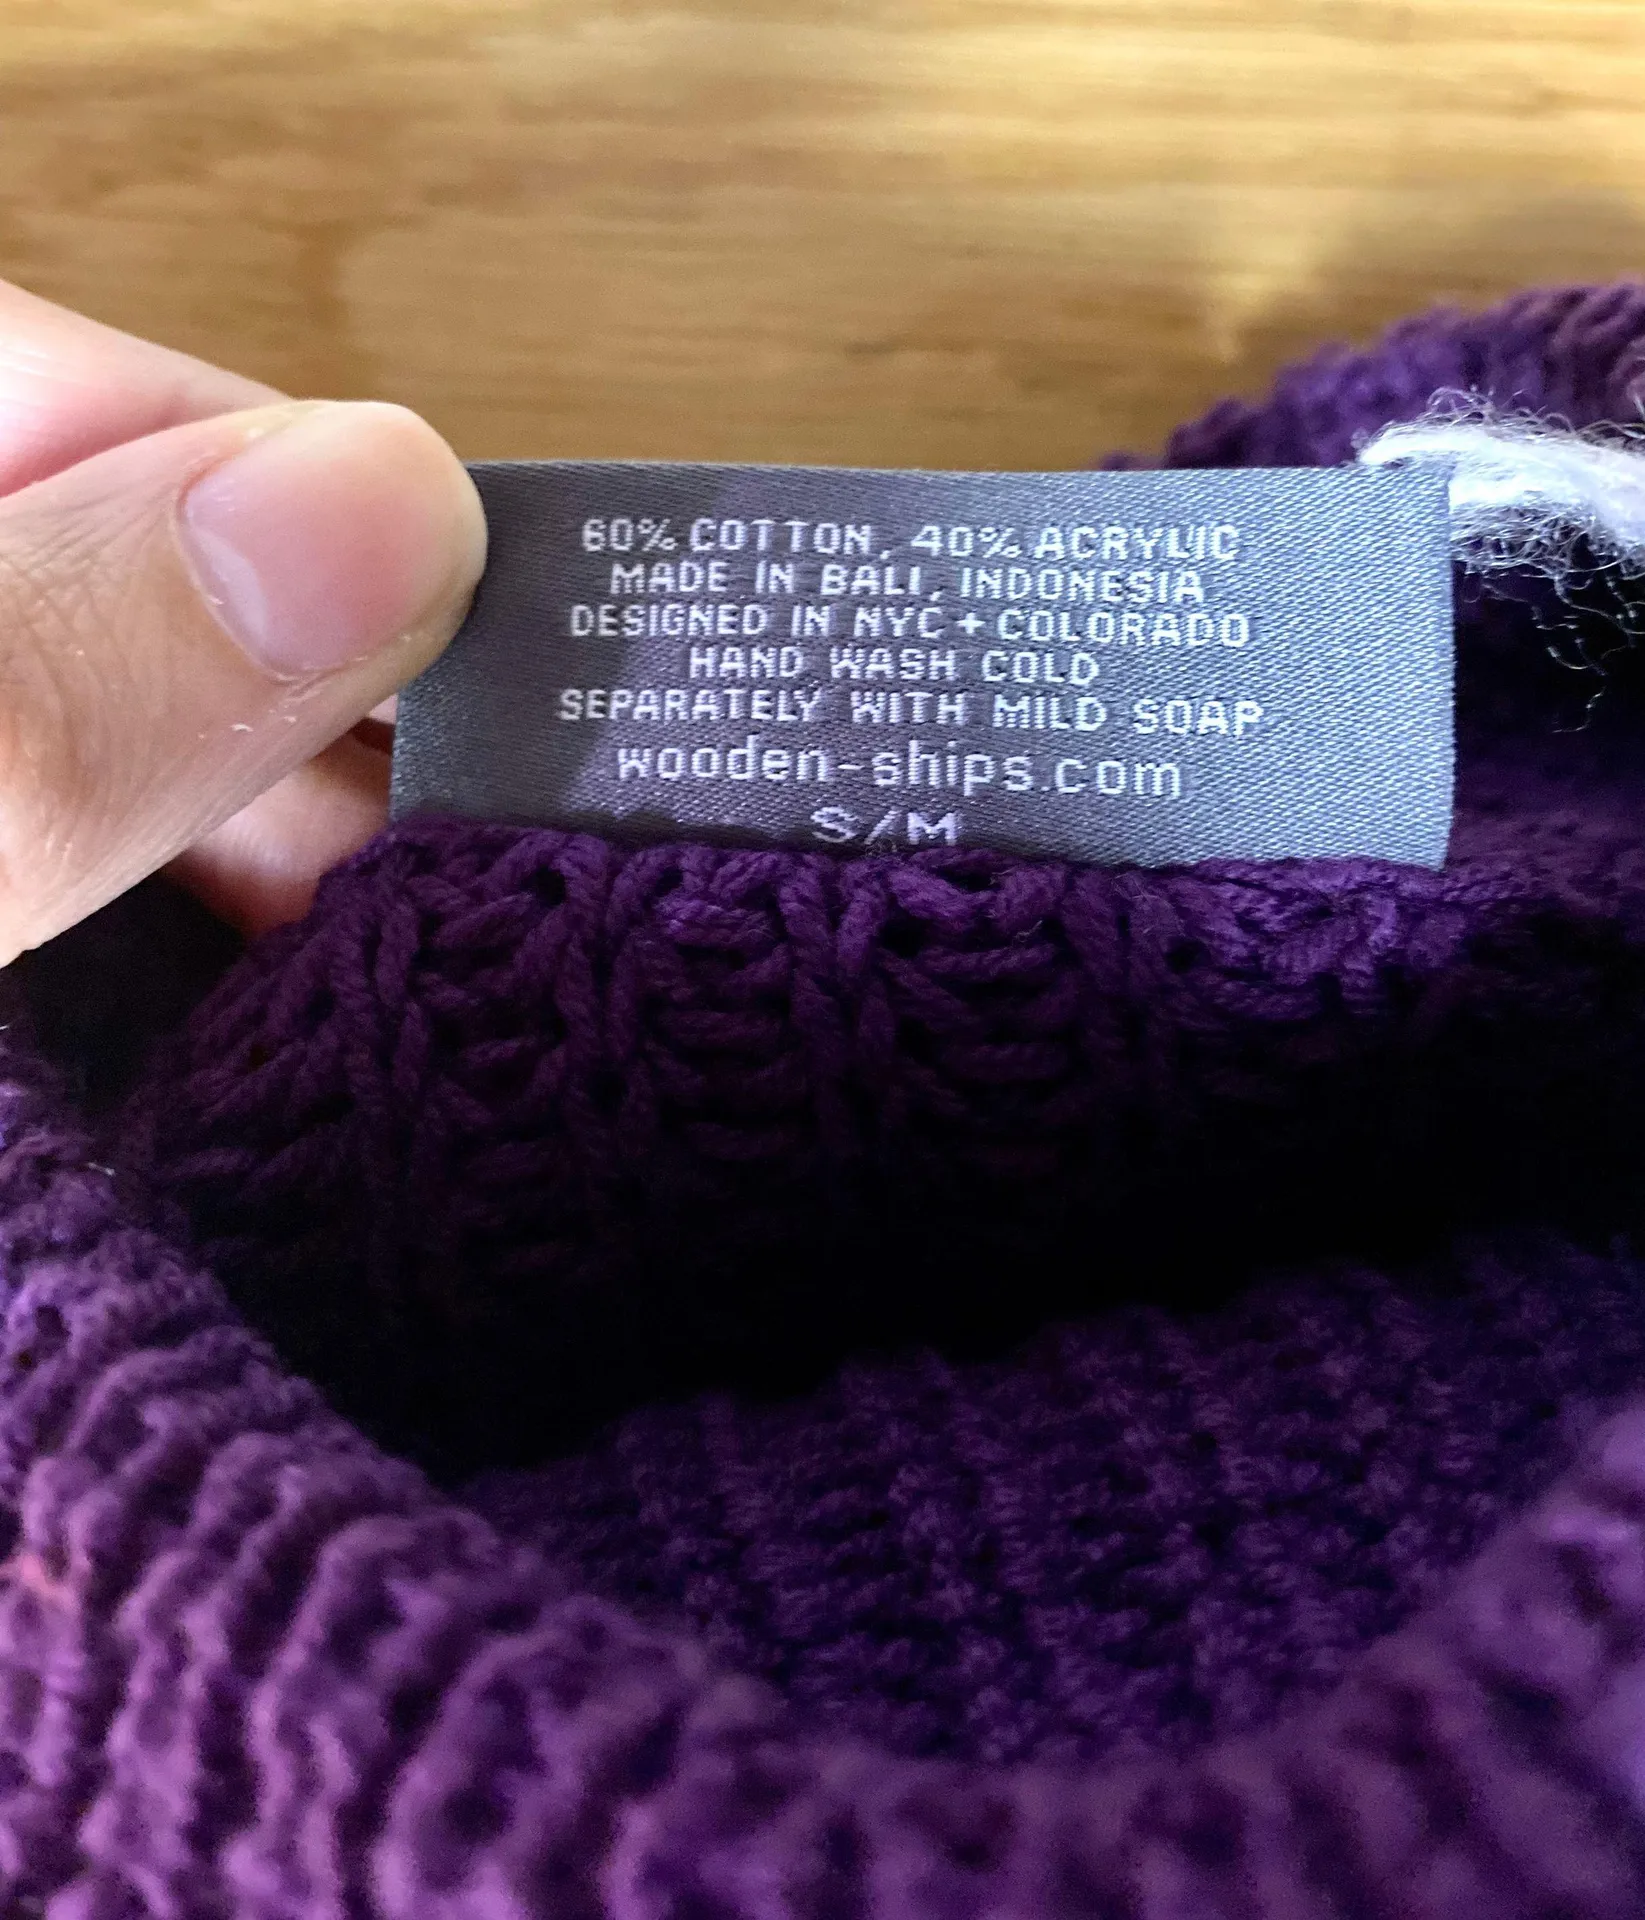 60% COTTON, 40% ACRYLIC
MADE IN BALI, INDONESIA
DESIGNED IN NYC + COLORADO
HAND WASH COLD
SEPARATELY WITH MILD SOAP
wooden-ships.com
S/M